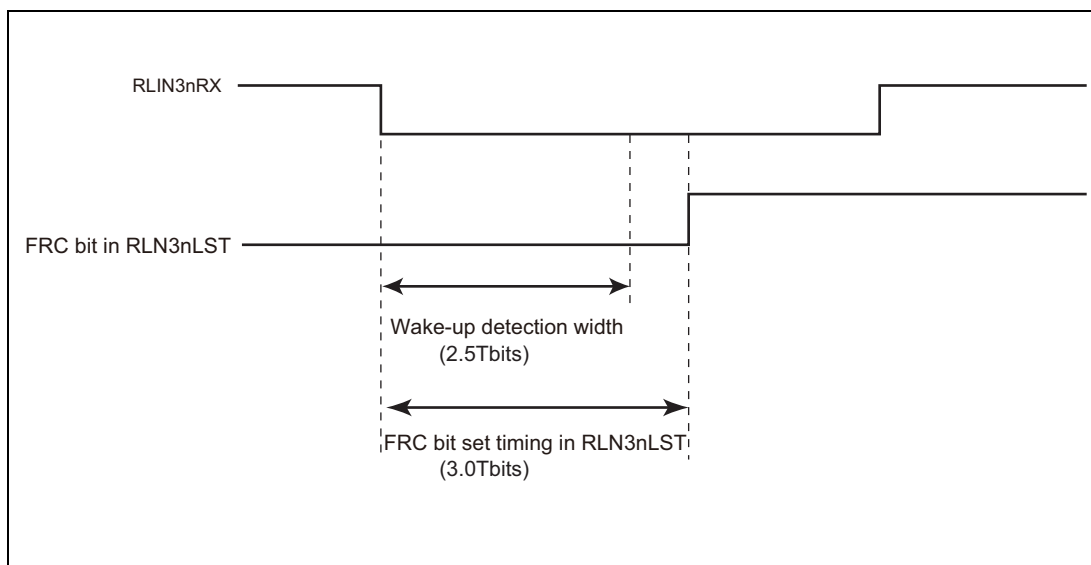 RLIN3nRX
FRC bit in RLN3nLST
Wake-up detection width
(2.5Tbits)
FRC bit set timing in RLN3nLST
(3.0Tbits)